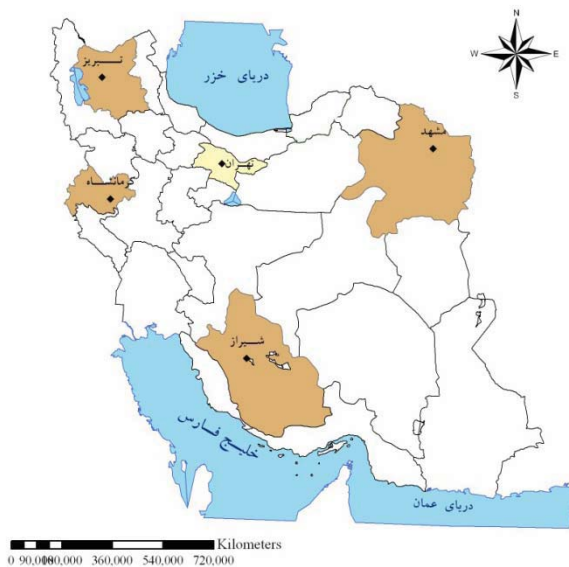 N
W
E
S
تبریز
دریای خزر
مشهد
تهران
کرمانشاه
شیراز
خلیج فارس
دریای عمان
Kilometers
0 90,000180,000 360,000 540,000 720,000